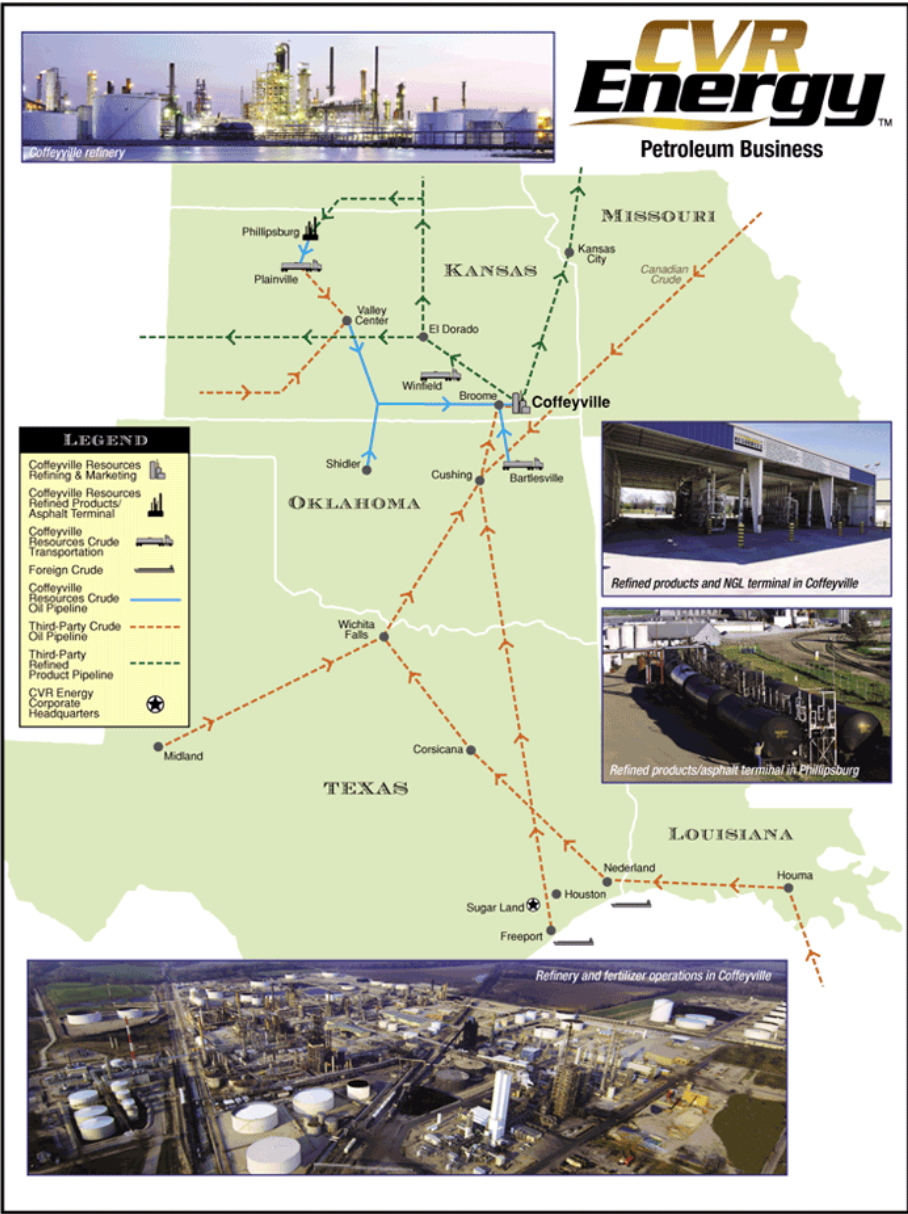 CVR
Energy™
Petroleum Business
Coffeyville refinery
MISSOURI
Phillipsburg
Kansas
City
KANSAS
Canadian
Crude
Plainville
Valley
Center
El Dorado
Winfield
Broome
Coffeyville
LEGEND
Coffeyville Resources
Refining & Marketing
Coffeyville Resources
Refined Products/
Asphalt Terminal
Coffeyville
Resources Crude
Transportation
Foreign Crude
Coffeyville
Resources Crude
Oil Pipeline
Third-Party Crude
Oil Pipeline
Third-Party
Refined
Product Pipeline
CVR Energy
Corporate
Headquarters
Shidler
Cushing
Bartlesville
OKLAHOMA
Refined products and NGL terminal in Coffeyville
Wichita
Falls
Midland
Corsicana
Refined products/asphalt terminal in Phillipsburg
TEXAS
LOUISIANA
Nederland
Houma
Houston
Sugar Land
Freeport
Refinery and fertilizer operations in Coffeyville